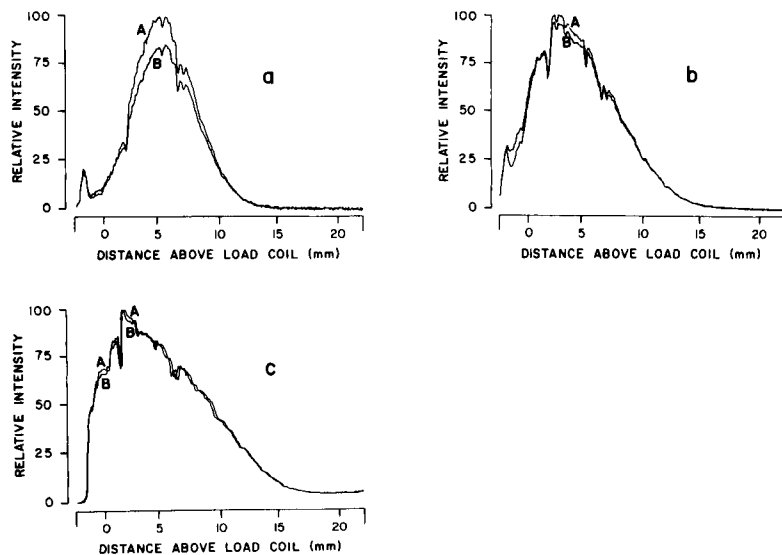 RELATIVE INTENSITY
100
75
50
25
0
A
B
a
0 5 10 15 20
DISTANCE ABOVE LOAD COIL (mm)
RELATIVE INTENSITY
100
75
50
25
0
A
B
b
0 5 10 15 20
DISTANCE ABOVE LOAD COIL (mm)
RELATIVE INTENSITY
100
75
50
25
0
A
B
A
B
c
0 5 10 15 20
DISTANCE ABOVE LOAD COIL (mm)